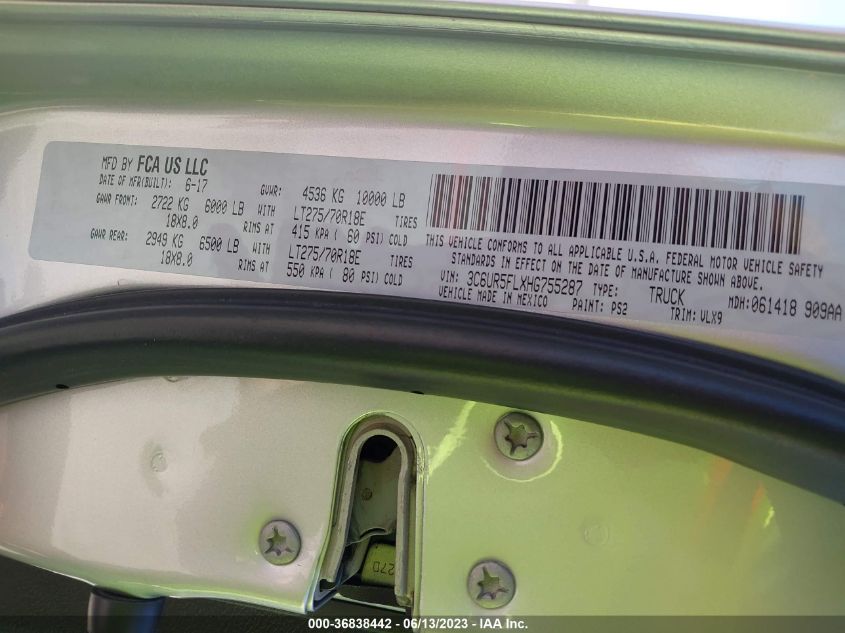 MFD BY FCA US LLC
DATE OF MFR(BUILT): 6-17 GVWR: 4536 KG 10000 LB
GAWR FRONT: 2722 KG 6000 LB WITH LT275/70R18E TIRES
18X8.0 RIMS AT 415 KPA ( 60 PSI) COLD
GAWR REAR: 2949 KG 6500 LB WITH LT275/70R18E TIRES
18X8.0 RIMS AT 550 KPA ( 80 PSI) COLD
THIS VEHICLE CONFORMS TO ALL APPLICABLE U.S.A. FEDERAL MOTOR VEHICLE SAFETY
STANDARDS IN EFFECT ON THE DATE OF MANUFACTURE SHOWN ABOVE.
VIN: 3C6UR5FLXHG755287 TYPE: TRUCK MDH:061418 909AA
VEHICLE MADE IN MEXICO PAINT: PS2 TRIM: VLX9
27D
000-36838442 - 06/13/2023 - IAA Inc.